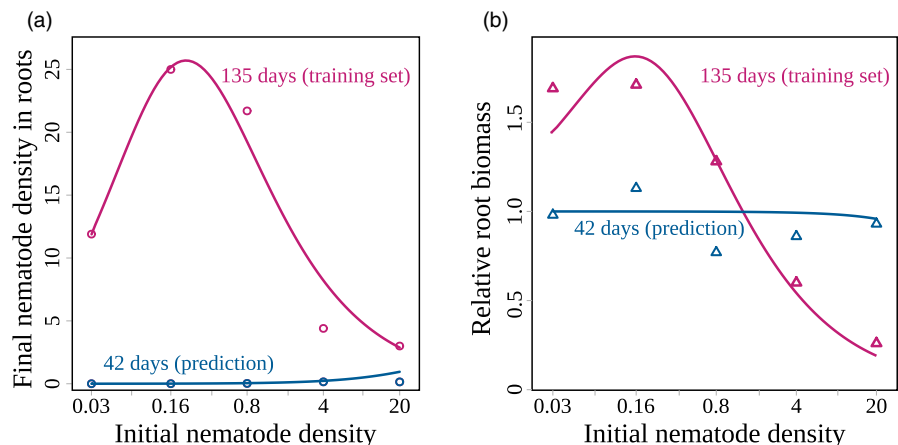 (a)
Final nematode density in roots
25
20
15
10
5
0
135 days (training set)
42 days (prediction)
0.03 0.16 0.8 4 20
Initial nematode density
(b)
Relative root biomass
1.5
1.0
0.5
0
135 days (training set)
42 days (prediction)
0.03 0.16 0.8 4 20
Initial nematode density